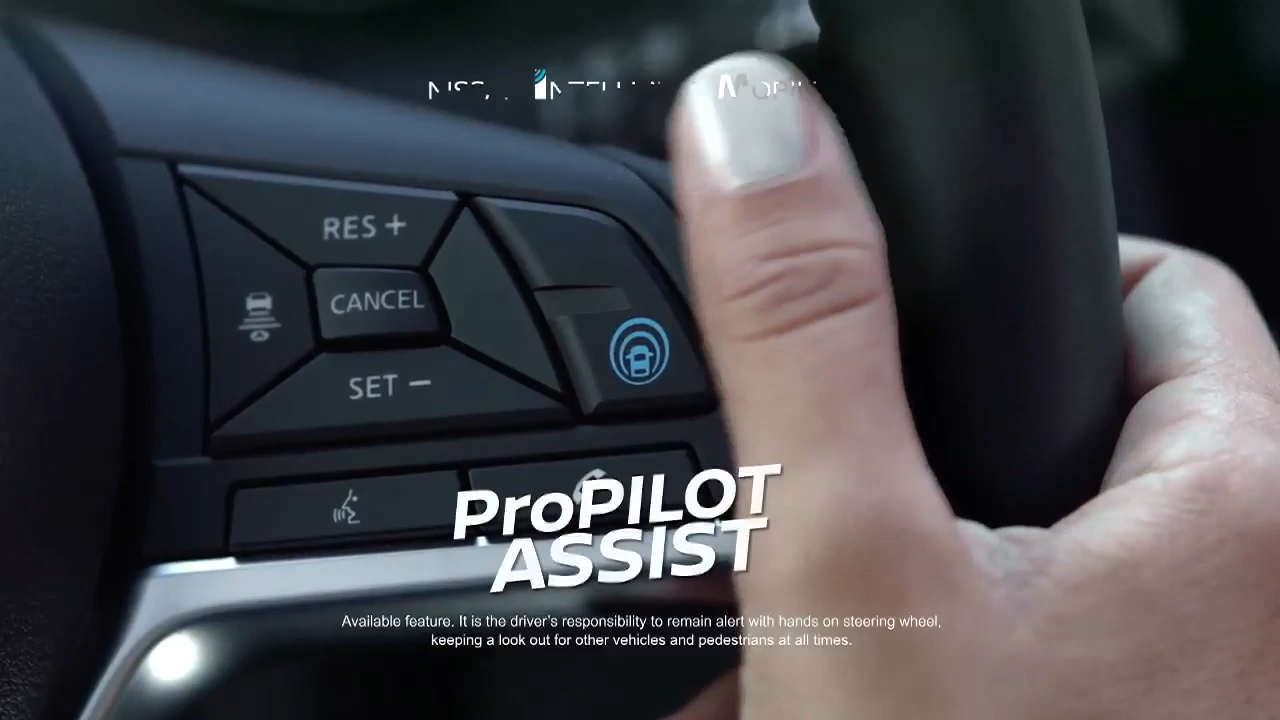 RES +
CANCEL
SET –
ProPILOT
ASSIST
Available feature. It is the driver's responsibility to remain alert with hands on steering wheel,
keeping a look out for other vehicles and pedestrians at all times.